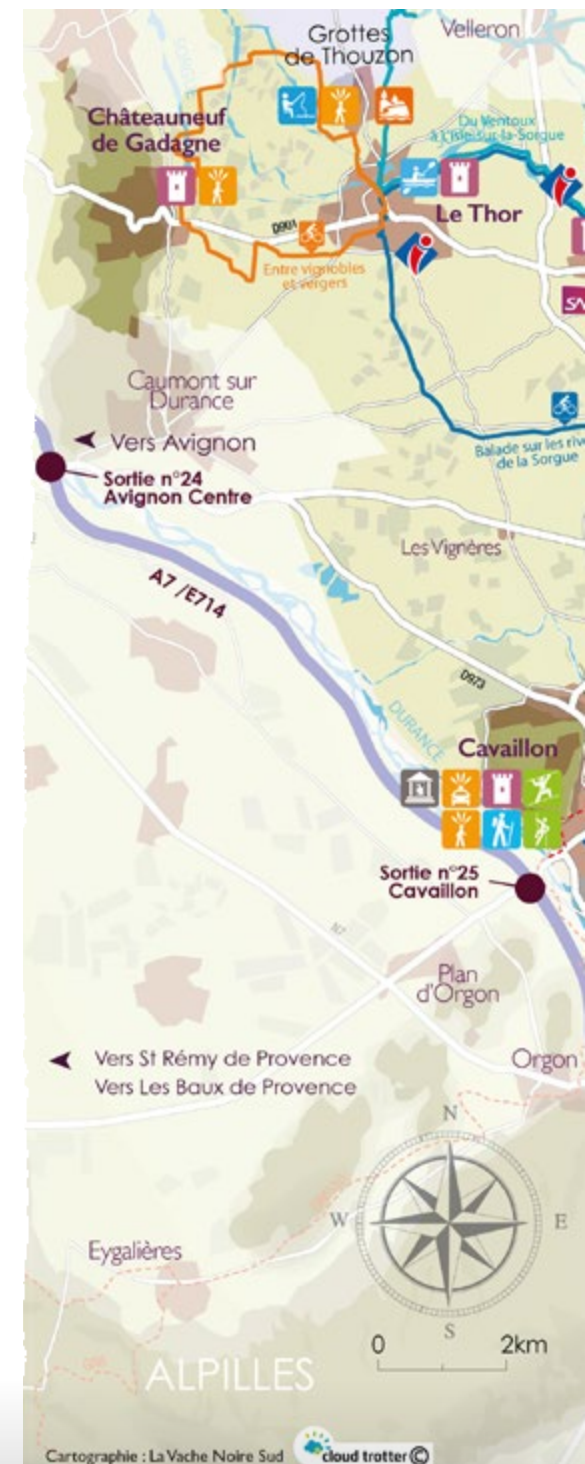 Grottes
de Thouzon
Velleron
Châteauneuf
de Gadagne
Du Ventoux
à L'Isle-sur-la-Sorgue
Le Thor
D901
Entre vignobles
et vergers
Caumont sur
Durance
Vers Avignon
Sortie n°24
Avignon Centre
Balade sur les rive
de la Sorgue
Les Vignères
A7 /E714
D973
DURANCE
Cavaillon
Sortie n°25
Cavaillon
Plan
d'Orgon
Vers St Rémy de Provence
Vers Les Baux de Provence
Orgon
N
W
E
S
Eygalières
0
2km
ALPILLES
Cartographie : La Vache Noire Sud
cloud trotter ©